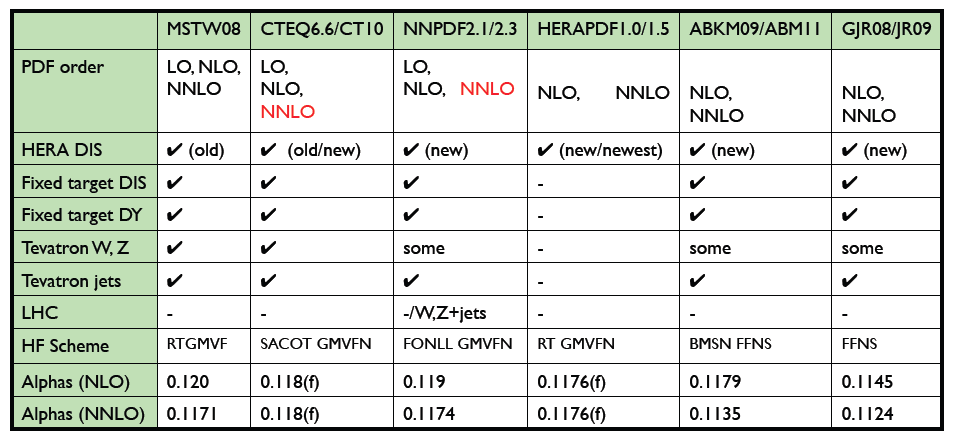 MSTW08 CTEQ6.6/CT10 NNPDF2.1/2.3 HERAPDF1.0/1.5 ABKM09/ABM11 GJR08/JR09
PDF order LO, NLO, NNLO LO, NLO, NNLO LO, NLO, NNLO NLO, NNLO NLO, NNLO NLO, NNLO
HERA DIS ✔ (old) ✔ (old/new) ✔ (new) ✔ (new/newest) ✔ (new) ✔ (new)
Fixed target DIS ✔ ✔ ✔ - ✔ ✔
Fixed target DY ✔ ✔ ✔ - ✔ ✔
Tevatron W, Z ✔ ✔ some - some some
Tevatron jets ✔ ✔ ✔ - ✔ ✔
LHC - - -/W,Z+jets - - -
HF Scheme RTGMVF SACOT GMVFN FONLL GMVFN RT GMVFN BMSN FFNS FFNS
Alphas (NLO) 0.120 0.118(f) 0.119 0.1176(f) 0.1179 0.1145
Alphas (NNLO) 0.1171 0.118(f) 0.1174 0.1176(f) 0.1135 0.1124